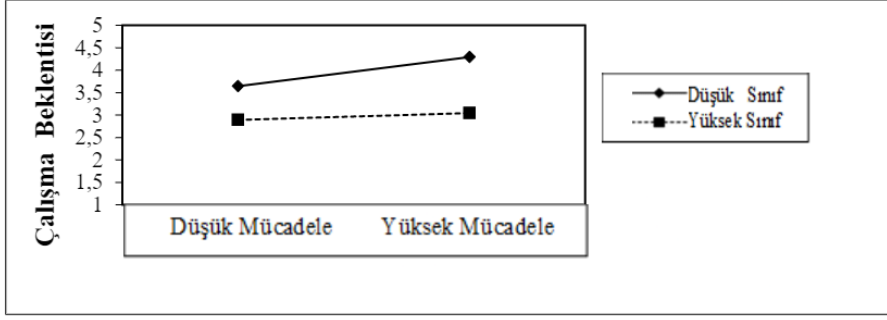 Çalışma Beklentisi
5
4,5
4
3,5
3
2,5
2
1,5
1
Düşük Mücadele Yüksek Mücadele
Düşük Sınıf
Yüksek Sınıf